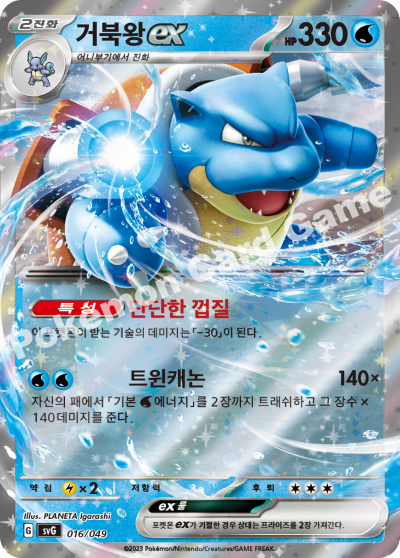 2진화
거북왕ex
HP 330
어니부기에서 진화
Pokémon Card Game
특성 단단한 껍질
이 포켓몬이 받는 기술의 데미지는 「-30」이 된다.
트윈캐논 140×
자신의 패에서 「기본 에너지」를 2장까지 트래쉬하고 그 장수 ×
140데미지를 준다.
약점 ×2 저항력 후퇴
Illus. PLANETA Igarashi
G svG 016/049
ex 룰
포켓몬 ex가 기절한 경우 상대는 프라이즈를 2장 가져간다.
©2023 Pokémon/Nintendo/Creatures/GAME FREAK.